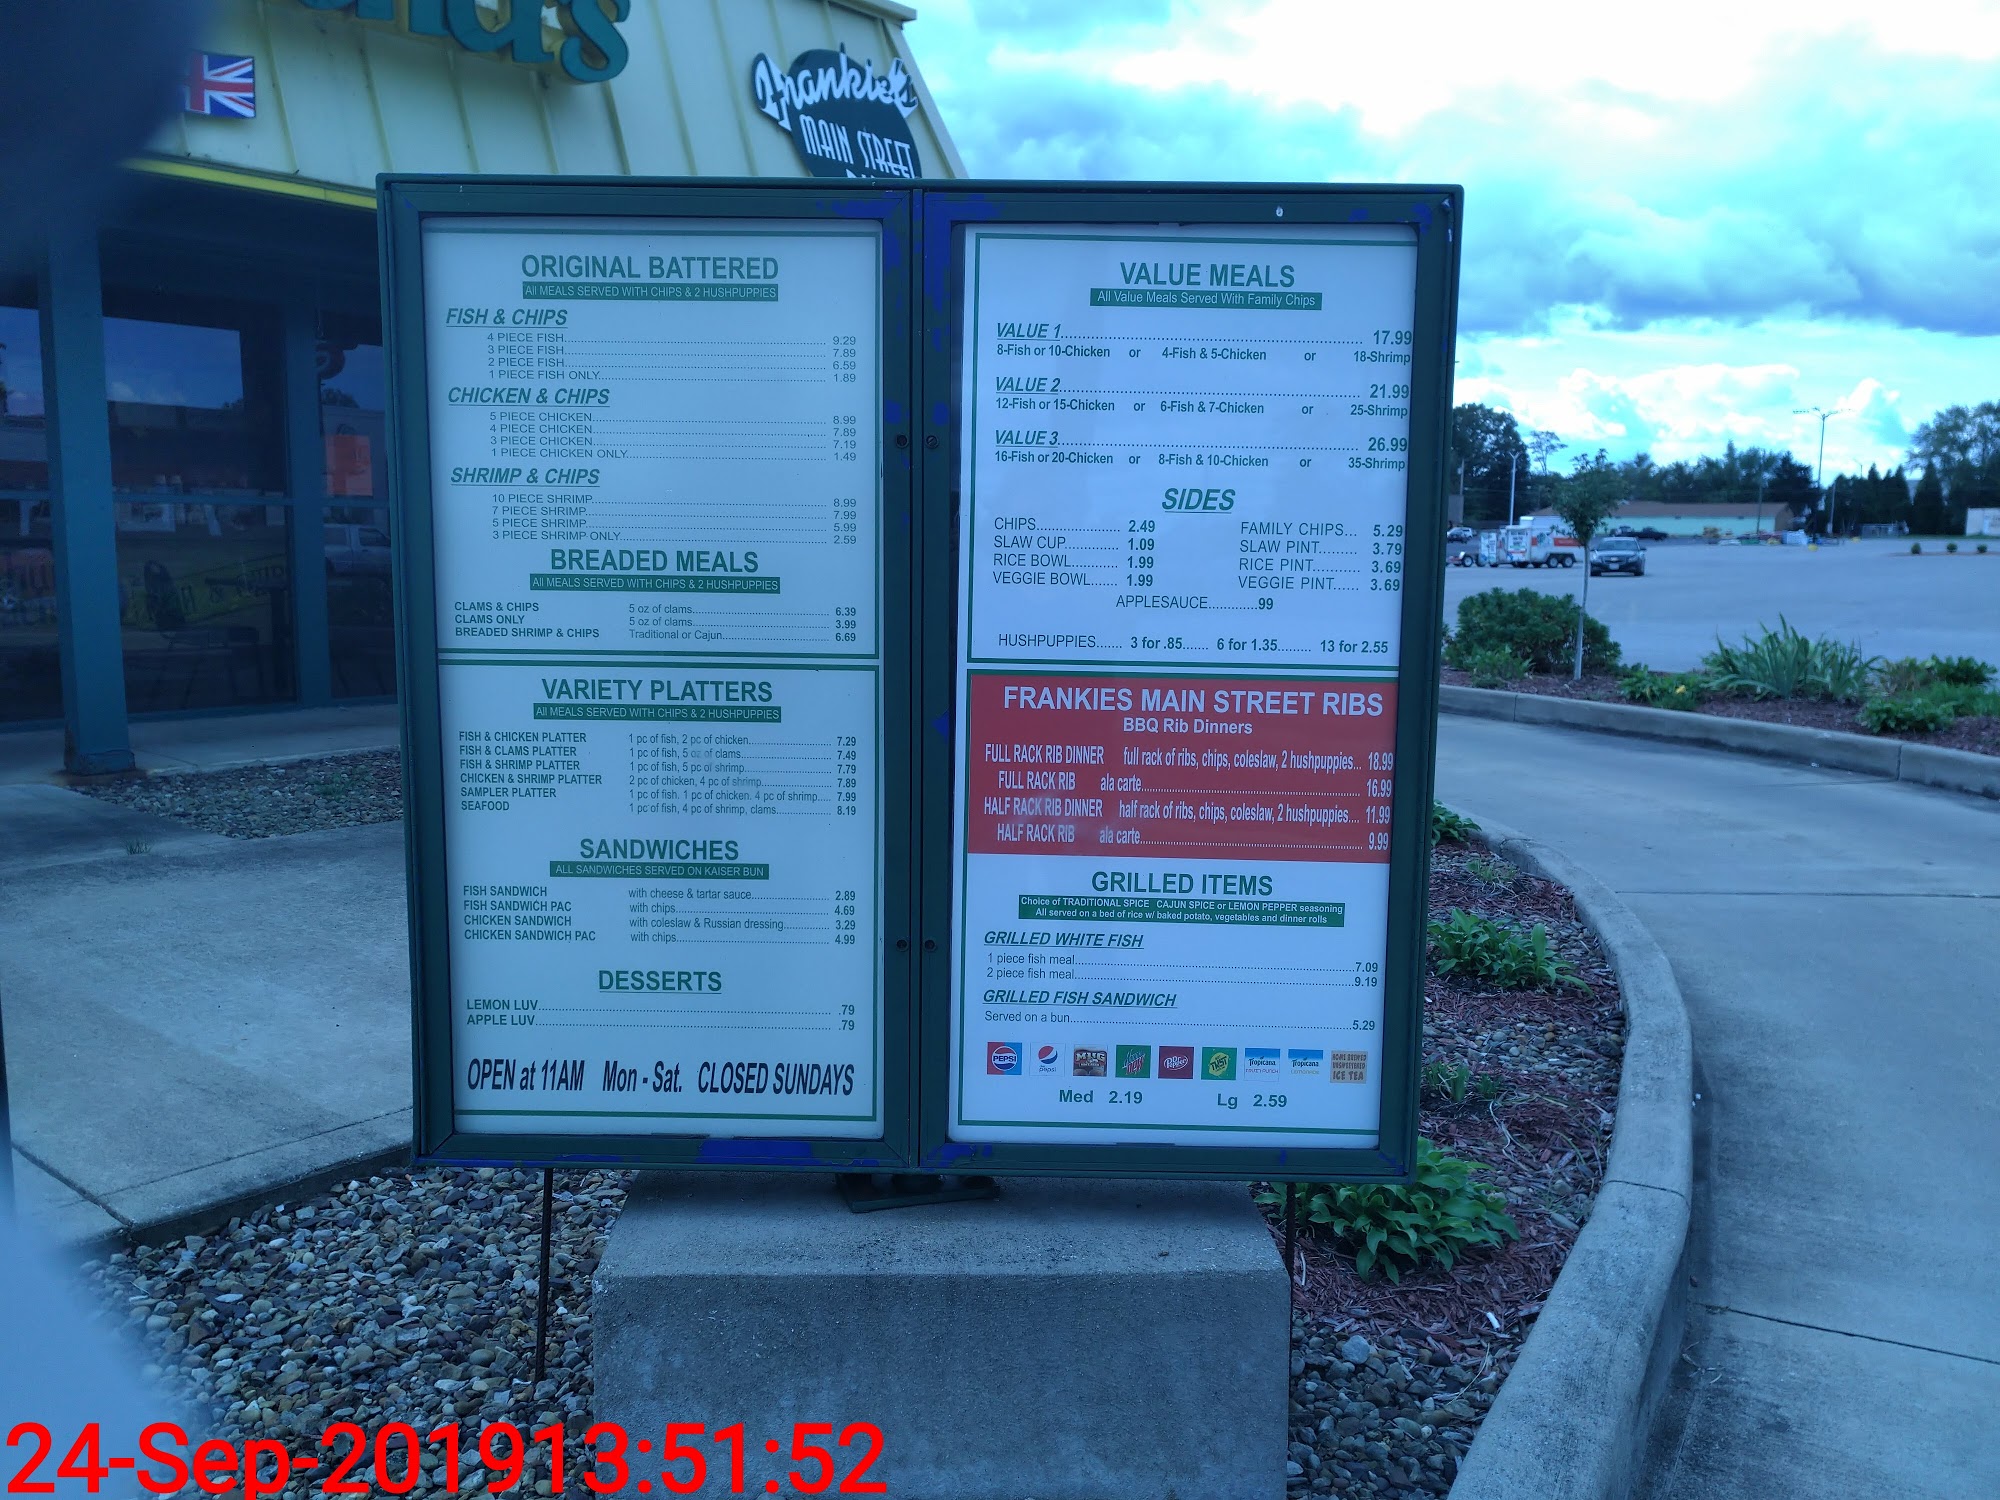 Frankie's
MAIN STREET
ORIGINAL BATTERED
All MEALS SERVED WITH CHIPS & 2 HUSHPUPPIES
FISH & CHIPS
4 PIECE FISH 9.29
3 PIECE FISH 7.89
2 PIECE FISH 6.59
1 PIECE FISH ONLY 1.89
CHICKEN & CHIPS
5 PIECE CHICKEN 8.99
4 PIECE CHICKEN 7.89
3 PIECE CHICKEN 7.19
1 PIECE CHICKEN ONLY 1.49
SHRIMP & CHIPS
10 PIECE SHRIMP 8.99
7 PIECE SHRIMP 7.99
5 PIECE SHRIMP 5.99
3 PIECE SHRIMP ONLY 2.59
BREADED MEALS
All MEALS SERVED WITH CHIPS & 2 HUSHPUPPIES
CLAMS & CHIPS 5 oz of clams 6.39
CLAMS ONLY 5 oz of clams 3.99
BREADED SHRIMP & CHIPS Traditional or Cajun 6.69
VARIETY PLATTERS
All MEALS SERVED WITH CHIPS & 2 HUSHPUPPIES
FISH & CHICKEN PLATTER 1 pc of fish, 2 pc of chicken 7.29
FISH & CLAMS PLATTER 1 pc of fish, 5 oz of clams 7.49
FISH & SHRIMP PLATTER 1 pc of fish, 5 pc of shrimp 7.79
CHICKEN & SHRIMP PLATTER 2 pc of chicken, 4 pc of shrimp 7.89
SAMPLER PLATTER 1 pc of fish. 1 pc of chicken. 4 pc of shrimp 7.99
SEAFOOD 1 pc of fish, 4 pc of shrimp, clams 8.19
SANDWICHES
ALL SANDWICHES SERVED ON KAISER BUN
FISH SANDWICH with cheese & tartar sauce 2.89
FISH SANDWICH PAC with chips 4.69
CHICKEN SANDWICH with coleslaw & Russian dressing 3.29
CHICKEN SANDWICH PAC with chips 4.99
DESSERTS
LEMON LUV .79
APPLE LUV .79
OPEN at 11AM Mon - Sat. CLOSED SUNDAYS
VALUE MEALS
All Value Meals Served With Family Chips
VALUE 1 17.99
8-Fish or 10-Chicken or 4-Fish & 5-Chicken or 18-Shrimp
VALUE 2 21.99
12-Fish or 15-Chicken or 6-Fish & 7-Chicken or 25-Shrimp
VALUE 3 26.99
16-Fish or 20-Chicken or 8-Fish & 10-Chicken or 35-Shrimp
SIDES
CHIPS 2.49 FAMILY CHIPS 5.29
SLAW CUP 1.09 SLAW PINT 3.79
RICE BOWL 1.99 RICE PINT 3.69
VEGGIE BOWL 1.99 VEGGIE PINT 3.69
APPLESAUCE .99
HUSHPUPPIES 3 for .85 6 for 1.35 13 for 2.55
FRANKIES MAIN STREET RIBS
BBQ Rib Dinners
FULL RACK RIB DINNER full rack of ribs, chips, coleslaw, 2 hushpuppies 18.99
FULL RACK RIB ala carte 16.99
HALF RACK RIB DINNER half rack of ribs, chips, coleslaw, 2 hushpuppies 11.99
HALF RACK RIB ala carte 9.99
GRILLED ITEMS
Choice of TRADITIONAL SPICE CAJUN SPICE or LEMON PEPPER seasoning
All served on a bed of rice w/ baked potato, vegetables and dinner rolls
GRILLED WHITE FISH
1 piece fish meal 7.09
2 piece fish meal 9.19
GRILLED FISH SANDWICH
Served on a bun 5.29
PEPSI pepsi MUG Dr Pepper Tropicana Tropicana HOME BREWED UNSWEETENED ICE TEA
Med 2.19 Lg 2.59
24-Sep-201913:51:52